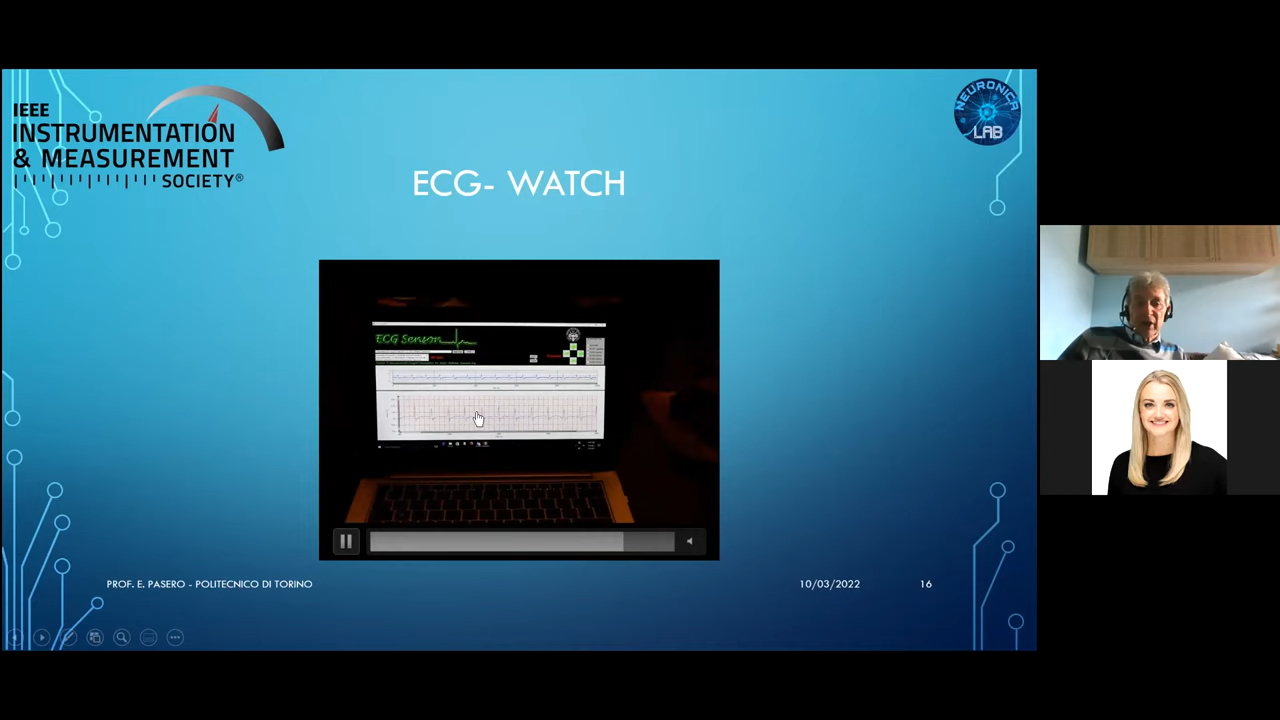 IEEE
INSTRUMENTATION
& MEASUREMENT
SOCIETY®
NEURONICA
LAB
ECG- WATCH
ECG Sensor
PROF. E. PASERO - POLITECNICO DI TORINO
10/03/2022
16